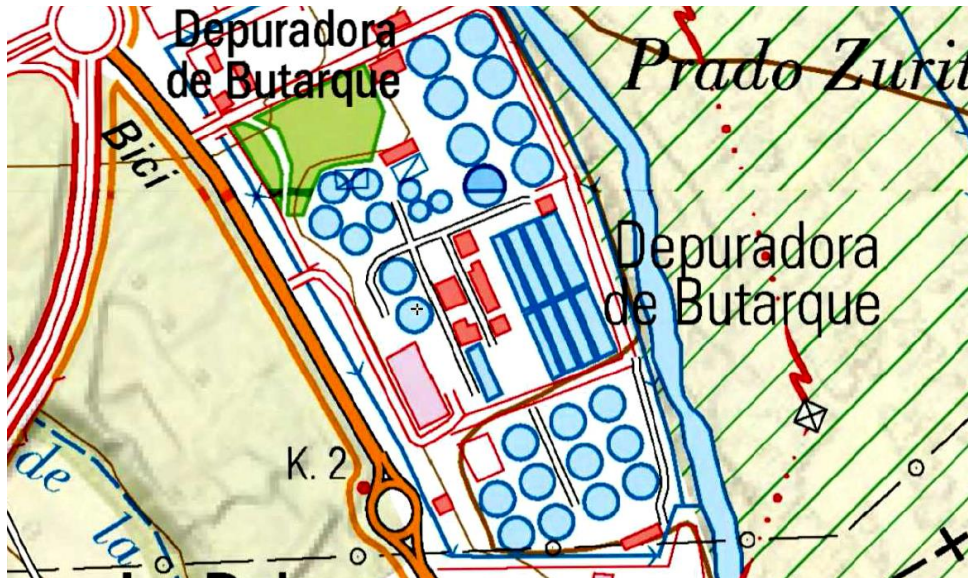 Depuradora
de Butarque
Prado Zurit
Bici
Depuradora
de Butarque
K. 2
de
la